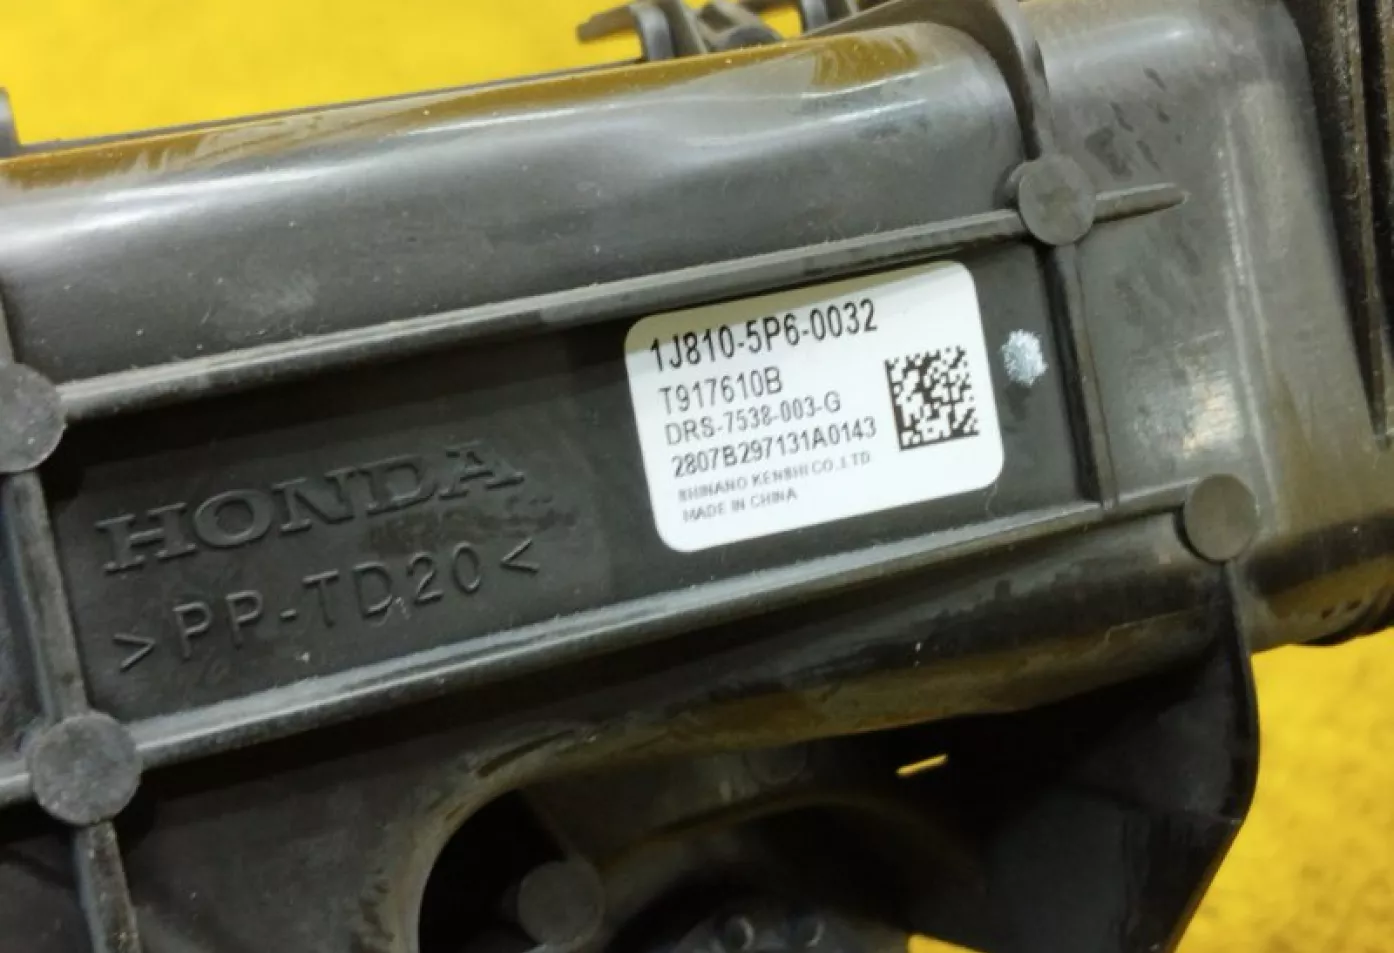 1J810-5P6-0032
T917610B
DRS-7538-003-G
2807B297131A0143
SHINANO KENSHI CO.,LTD
MADE IN CHINA
HONDA
>PP-TD20<